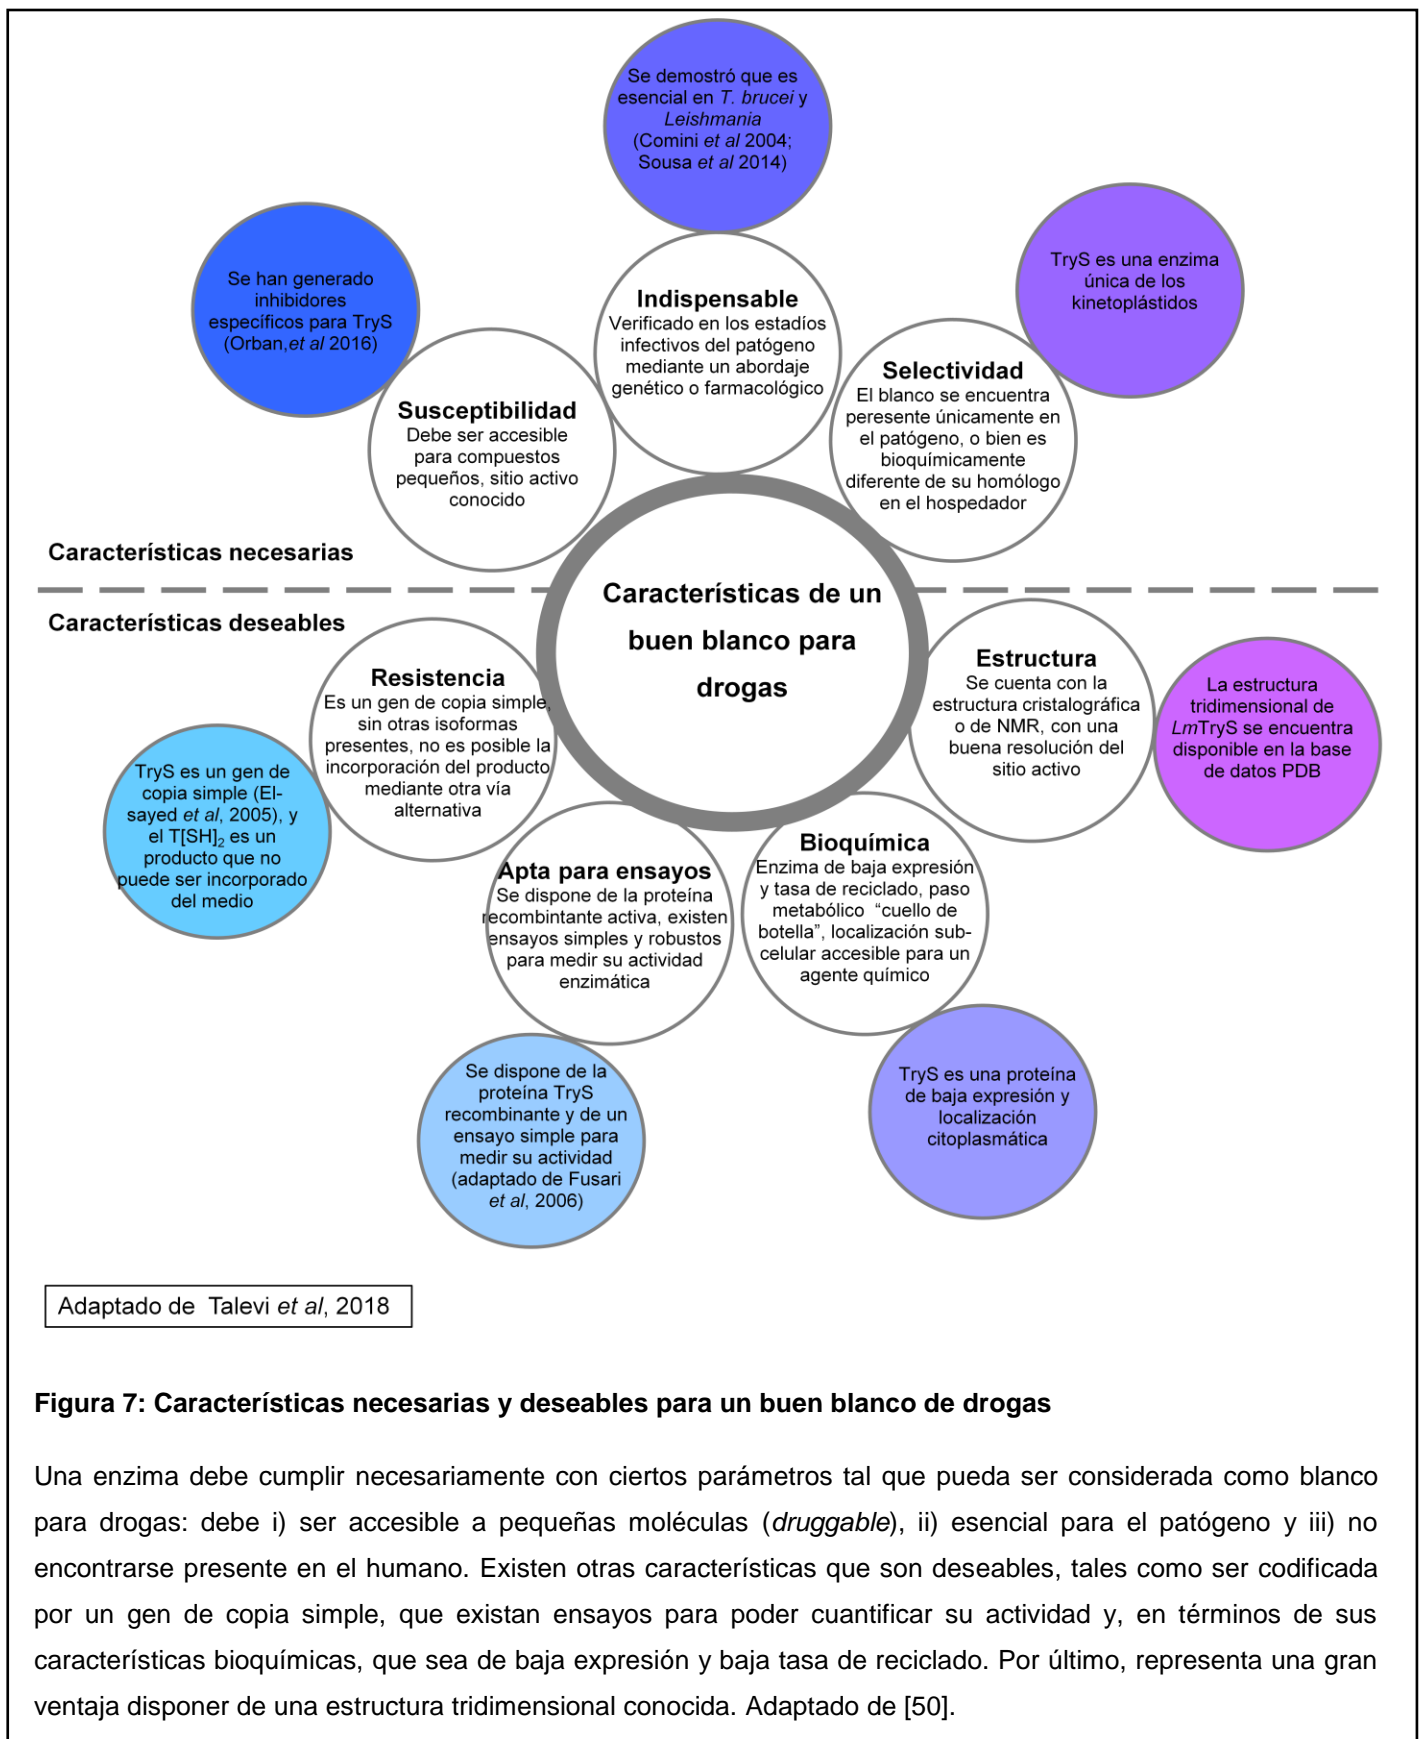 Se demostró que es
esencial en T. brucei y
Leishmania
(Comini et al 2004;
Sousa et al 2014)
Se han generado
inhibidores
específicos para TryS
(Orban,et al 2016)
TryS es una enzima
única de los
kinetoplástidos
Indispensable
Verificado en los estadíos
infectivos del patógeno
mediante un abordaje
genético o farmacológico
Susceptibilidad
Debe ser accesible
para compuestos
pequeños, sitio activo
conocido
Selectividad
El blanco se encuentra
peresente únicamente en
el patógeno, o bien es
bioquímicamente
diferente de su homólogo
en el hospedador
Características necesarias
Características deseables
Características de un
buen blanco para
drogas
Resistencia
Es un gen de copia simple,
sin otras isoformas
presentes, no es posible la
incorporación del producto
mediante otra vía
alternativa
Estructura
Se cuenta con la
estructura cristalográfica
o de NMR, con una
buena resolución del
sitio activo
La estructura
tridimensional de
LmTryS se encuentra
disponible en la base
de datos PDB
TryS es un gen de
copia simple (El-
sayed et al, 2005), y
el T[SH]₂ es un
producto que no
puede ser incorporado
del medio
Apta para ensayos
Se dispone de la proteína
recombintante activa, existen
ensayos simples y robustos
para medir su actividad
enzimática
Bioquímica
Enzima de baja expresión
y tasa de reciclado, paso
metabólico “cuello de
botella”, localización sub-
celular accesible para un
agente químico
Se dispone de la
proteína TryS
recombinante y de un
ensayo simple para
medir su actividad
(adaptado de Fusari
et al, 2006)
TryS es una proteína
de baja expresión y
localización
citoplasmática
Adaptado de Talevi et al, 2018
Figura 7: Características necesarias y deseables para un buen blanco de drogas
Una enzima debe cumplir necesariamente con ciertos parámetros tal que pueda ser considerada como blanco
para drogas: debe i) ser accesible a pequeñas moléculas (druggable), ii) esencial para el patógeno y iii) no
encontrarse presente en el humano. Existen otras características que son deseables, tales como ser codificada
por un gen de copia simple, que existan ensayos para poder cuantificar su actividad y, en términos de sus
características bioquímicas, que sea de baja expresión y baja tasa de reciclado. Por último, representa una gran
ventaja disponer de una estructura tridimensional conocida. Adaptado de [50].